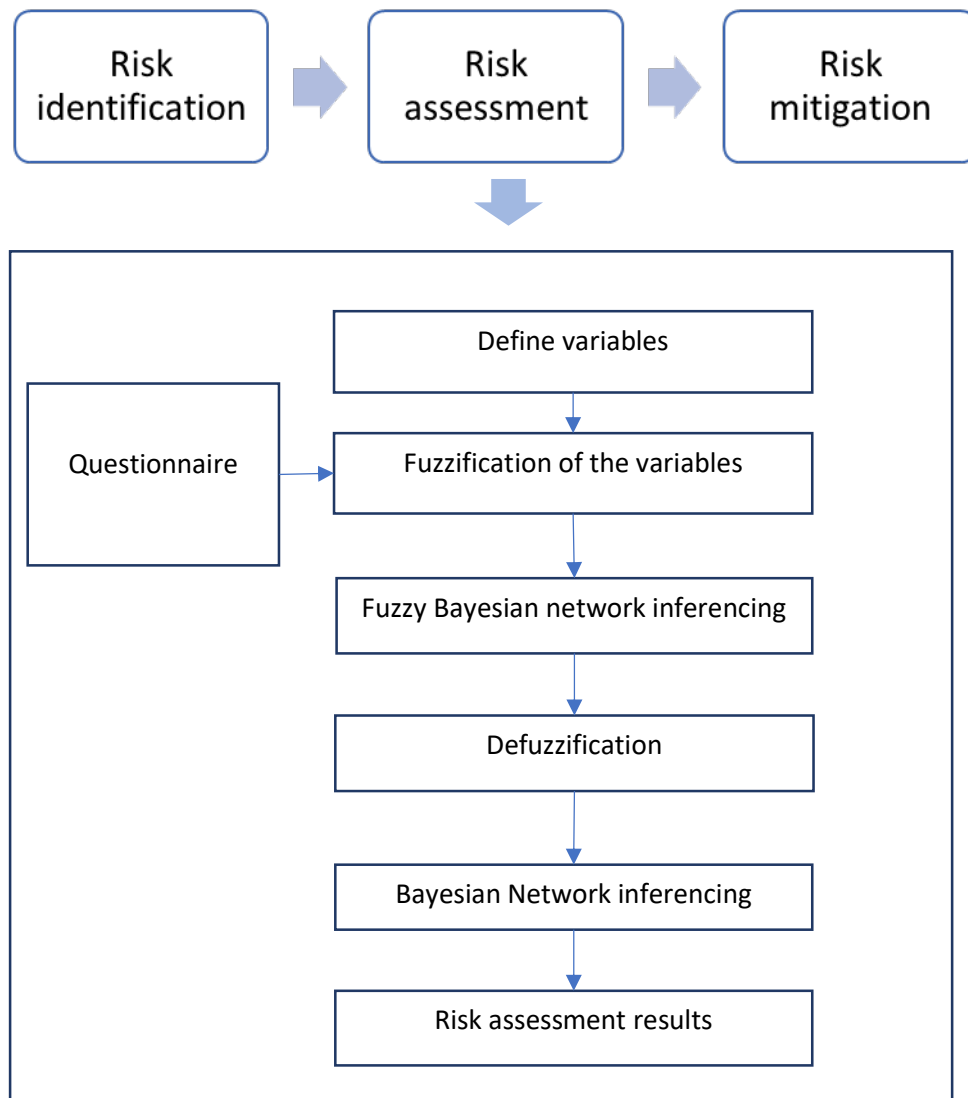 Risk
identification
Risk
assessment
Risk
mitigation
Define variables
Questionnaire
Fuzzification of the variables
Fuzzy Bayesian network inferencing
Defuzzification
Bayesian Network inferencing
Risk assessment results